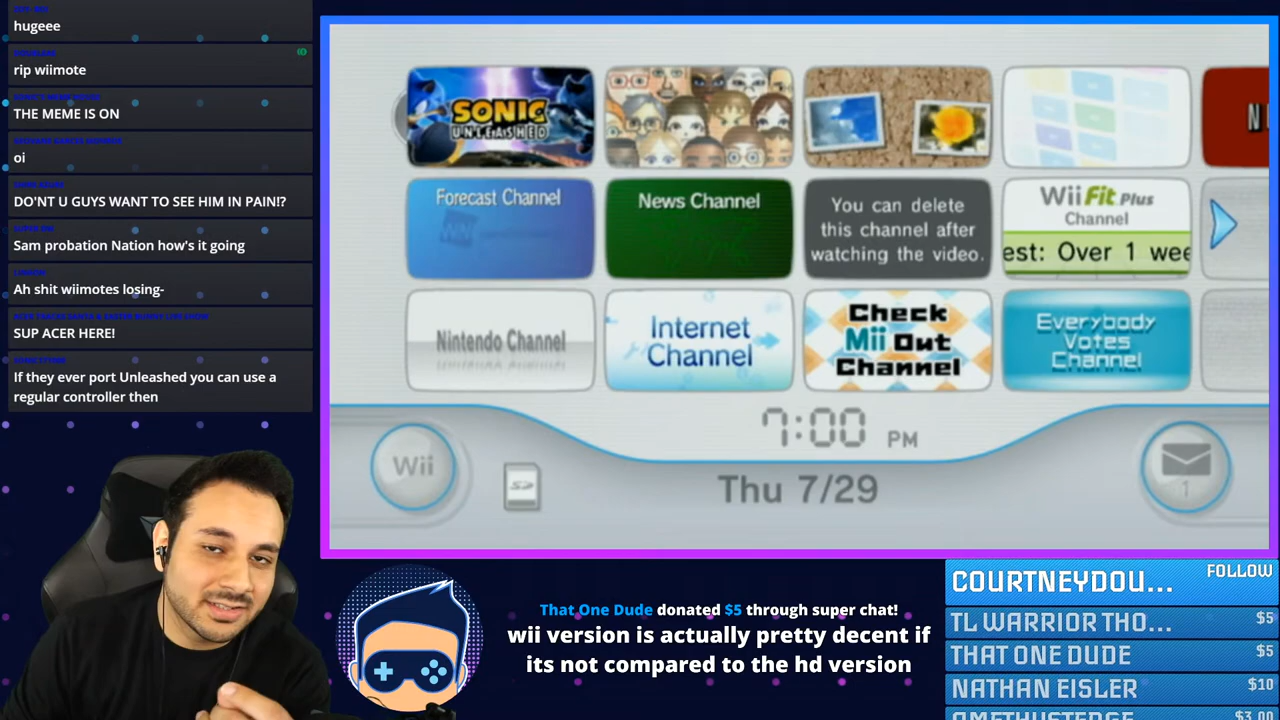 hugeee
rip wiimote
THE MEME IS ON
oi
DO'NT U GUYS WANT TO SEE HIM IN PAIN!?
Sam probation Nation how's it going
Ah shit wiimotes losing-
SUP ACER HERE!
If they ever port Unleashed you can use a
regular controller then
SONIC
UNLEASHED
N
Forecast Channel
News Channel
You can delete
this channel after
watching the video.
Wii Fit Plus
Channel
est: Over 1 wee
Nintendo Channel
Internet
Channel
Check
Mii Out
Channel
Everybody
Votes
Channel
7:00 PM
Wii
SD
Thu 7/29
1
That One Dude donated $5 through super chat!
wii version is actually pretty decent if
its not compared to the hd version
COURTNEYDOU... FOLLOW
TL WARRIOR THO... $5
THAT ONE DUDE $5
NATHAN EISLER $10
$3.00